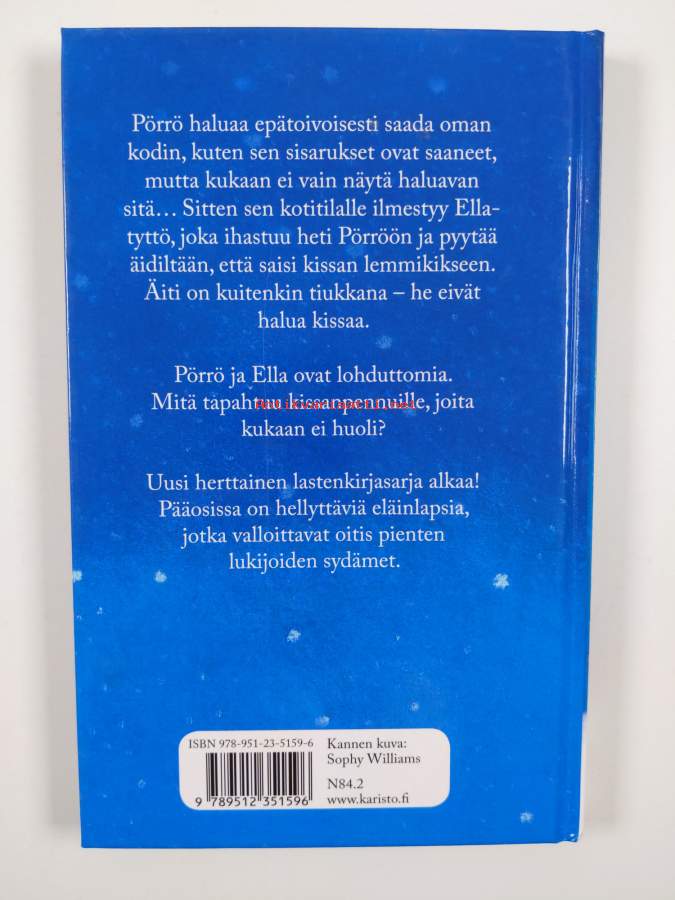 Pörrö haluaa epätoivoisesti saada oman
kodin, kuten sen sisarukset ovat saaneet,
mutta kukaan ei vain näytä haluavan
sitä… Sitten sen kotitilalle ilmestyy Ella-
tyttö, joka ihastuu heti Pörröön ja pyytää
äidiltään, että saisi kissan lemmikikseen.
Äiti on kuitenkin tiukkana – he eivät
halua kissaa.
Pörrö ja Ella ovat lohduttomia.
Mitä tapahtuu kissanpennuille, joita
kukaan ei huoli?
Uusi herttainen lastenkirjasarja alkaa!
Pääosissa on hellyttäviä eläinlapsia,
jotka valloittavat oitis pienten
lukijoiden sydämet.
ISBN 978-951-23-5159-6
9 789512 351596
Kannen kuva:
Sophy Williams
N84.2
www.karisto.fi